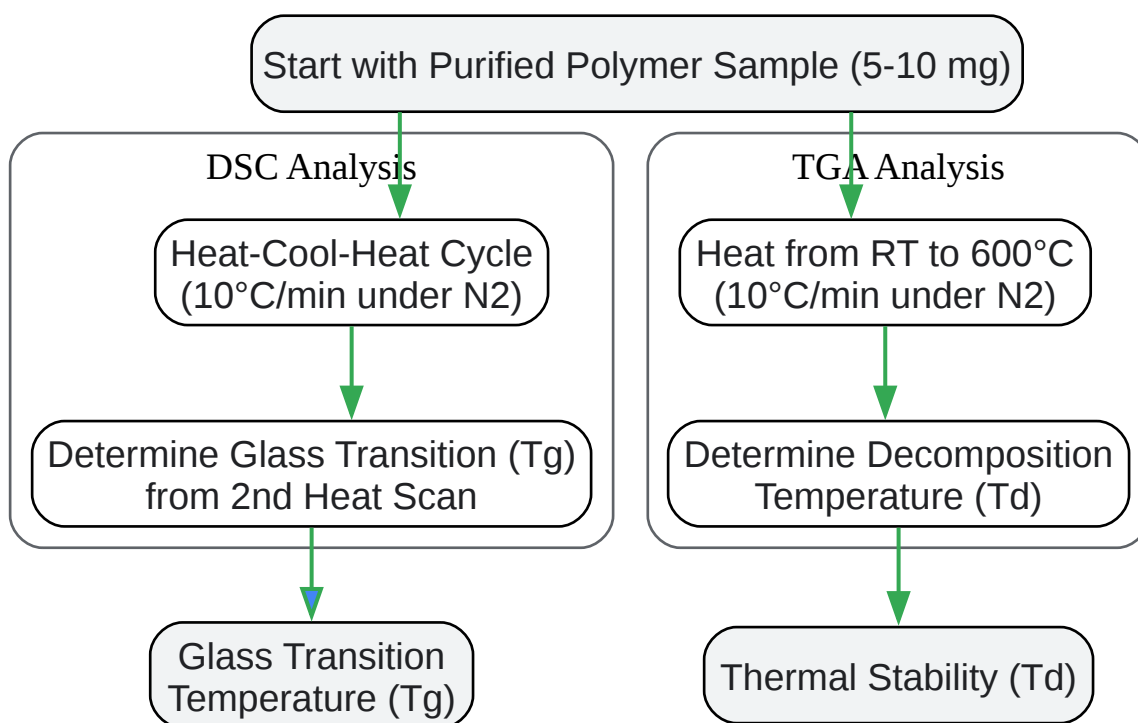 Start with Purified Polymer Sample (5-10 mg)
DSC Analysis
Heat-Cool-Heat Cycle
(10°C/min under N2)
Determine Glass Transition (Tg)
from 2nd Heat Scan
Glass Transition
Temperature (Tg)
TGA Analysis
Heat from RT to 600°C
(10°C/min under N2)
Determine Decomposition
Temperature (Td)
Thermal Stability (Td)